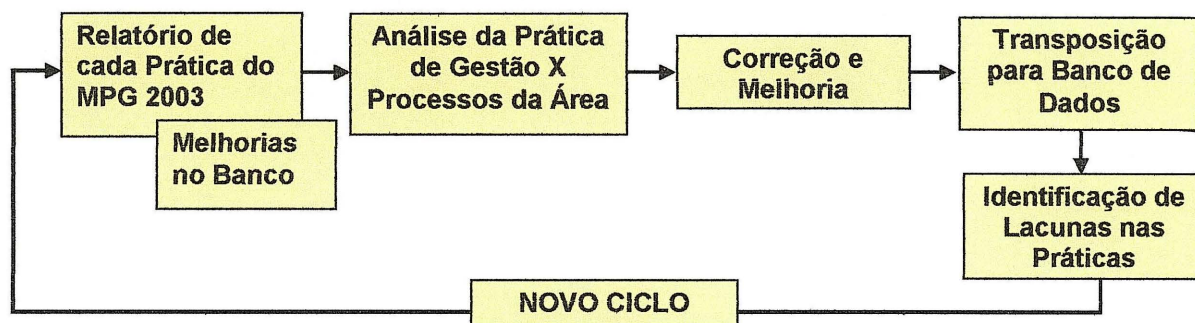 Relatório de
cada Prática do
MPG 2003
Melhorias
no Banco
Análise da Prática
de Gestão X
Processos da Área
Correção e
Melhoria
Transposição
para Banco de
Dados
Identificação de
Lacunas nas
Práticas
NOVO CICLO